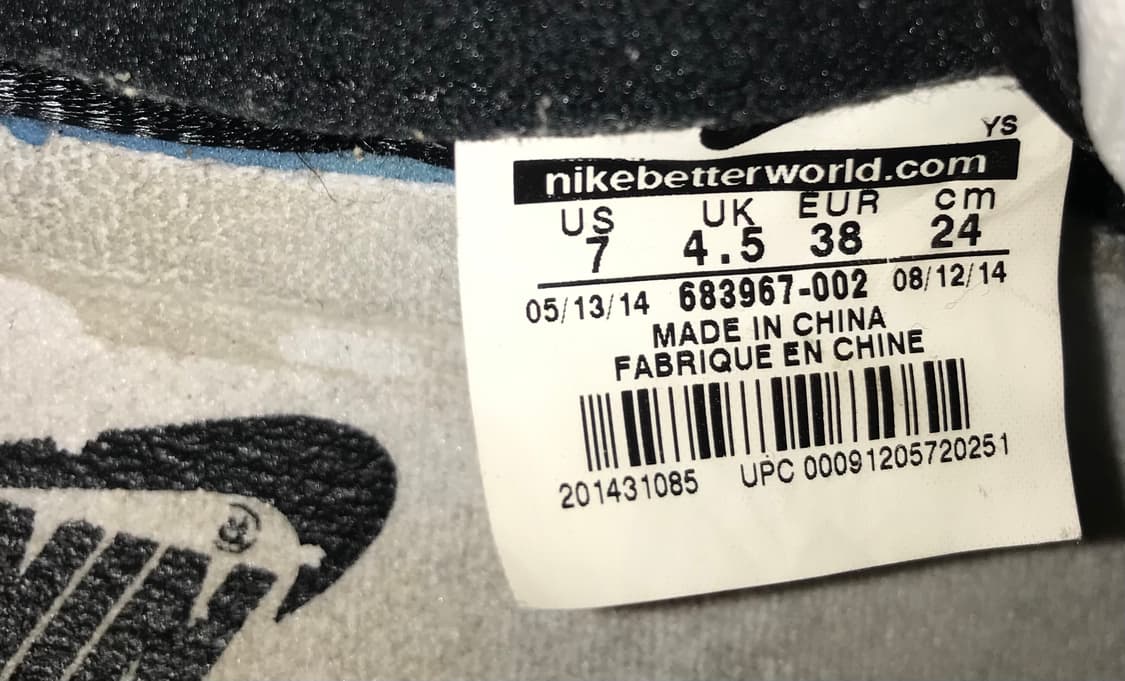 YS
nikebetterworld.com
US UK EUR cm
7 4.5 38 24
05/13/14 683967-002 08/12/14
MADE IN CHINA
FABRIQUE EN CHINE
201431085 UPC 00091205720251